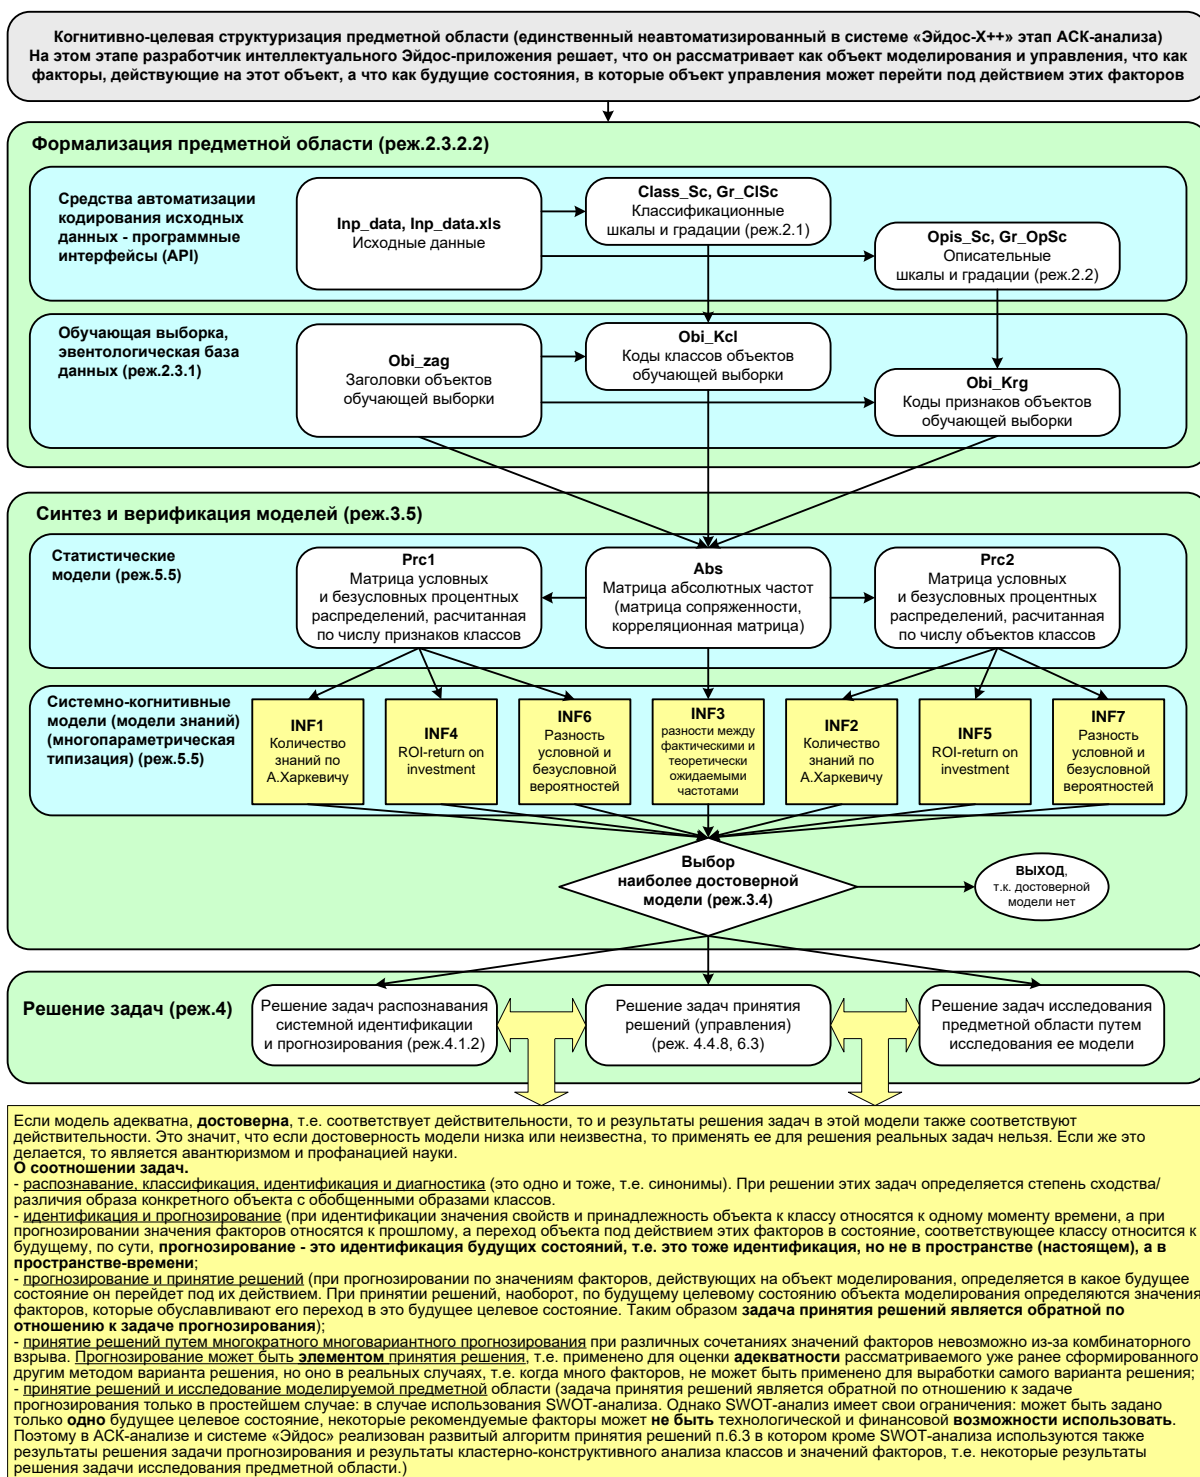 Когнитивно-целевая структуризация предметной области (единственный неавтоматизированный в системе «Эйдос-X++» этап АСК-анализа)
На этом этапе разработчик интеллектуального Эйдос-приложения решает, что он рассматривает как объект моделирования и управления, что как
факторы, действующие на этот объект, а что как будущие состояния, в которые объект управления может перейти под действием этих факторов
Формализация предметной области (реж.2.3.2.2)
Средства автоматизации
кодирования исходных
данных - программные
интерфейсы (API)
Inp_data, Inp_data.xls
Исходные данные
Class_Sc, Gr_ClSc
Классификационные
шкалы и градации (реж.2.1)
Opis_Sc, Gr_OpSc
Описательные
шкалы и градации (реж.2.2)
Обучающая выборка,
эвентологическая база
данных (реж.2.3.1)
Obi_zag
Заголовки объектов
обучающей выборки
Obi_Kcl
Коды классов объектов
обучающей выборки
Obi_Krg
Коды признаков объектов
обучающей выборки
Синтез и верификация моделей (реж.3.5)
Статистические
модели (реж.5.5)
Prc1
Матрица условных
и безусловных процентных
распределений, расчитанная
по числу признаков классов
Abs
Матрица абсолютных частот
(матрица сопряженности,
корреляционная матрица)
Prc2
Матрица условных
и безусловных процентных
распределений, расчитанная
по числу объектов классов
Системно-когнитивные
модели (модели знаний)
(многопараметрическая
типизация) (реж.5.5)
INF1
Количество
знаний по
А.Харкевичу
INF4
ROI-return on
investment
INF6
Разность
условной и
безусловной
вероятностей
INF3
разности между
фактическими и
теоретически
ожидаемыми
частотами
INF2
Количество
знаний по
А.Харкевичу
INF5
ROI-return on
investment
INF7
Разность
условной и
безусловной
вероятностей
Выбор
наиболее достоверной
модели (реж.3.4)
ВЫХОД,
т.к. достоверной
модели нет
Решение задач (реж.4)
Решение задач распознавания
системной идентификации
и прогнозирования (реж.4.1.2)
Решение задач принятия
решений (управления)
(реж. 4.4.8, 6.3)
Решение задач исследования
предметной области путем
исследования ее модели
Если модель адекватна, достоверна, т.е. соответствует действительности, то и результаты решения задач в этой модели также соответствуют
действительности. Это значит, что если достоверность модели низка или неизвестна, то применять ее для решения реальных задач нельзя. Если же это
делается, то является авантюризмом и профанацией науки.
О соотношении задач.
- распознавание, классификация, идентификация и диагностика (это одно и тоже, т.е. синонимы). При решении этих задач определяется степень сходства/
различия образа конкретного объекта с обобщенными образами классов.
- идентификация и прогнозирование (при идентификации значения свойств и принадлежность объекта к классу относятся к одному моменту времени, а при
прогнозировании значения факторов относятся к прошлому, а переход объекта под действием этих факторов в состояние, соответствующее классу относится к
будущему, по сути, прогнозирование - это идентификация будущих состояний, т.е. это тоже идентификация, но не в пространстве (настоящем), а в
пространстве-времени;
- прогнозирование и принятие решений (при прогнозировании по значениям факторов, действующих на объект моделирования, определяется в какое будущее
состояние он перейдет под их действием. При принятии решений, наоборот, по будущему целевому состоянию объекта моделирования определяются значения
факторов, которые обуславливают его переход в это будущее целевое состояние. Таким образом задача принятия решений является обратной по
отношению к задаче прогнозирования);
- принятие решений путем многократного многовариантного прогнозирования при различных сочетаниях значений факторов невозможно из-за комбинаторного
взрыва. Прогнозирование может быть элементом принятия решения, т.е. применено для оценки адекватности рассматриваемого уже ранее сформированного
другим методом варианта решения, но оно в реальных случаях, т.е. когда много факторов, не может быть применено для выработки самого варианта решения;
- принятие решений и исследование моделируемой предметной области (задача принятия решений является обратной по отношению к задаче
прогнозирования только в простейшем случае: в случае использования SWOT-анализа. Однако SWOT-анализ имеет свои ограничения: может быть задано
только одно будущее целевое состояние, некоторые рекомендуемые факторы может не быть технологической и финансовой возможности использовать.
Поэтому в АСК-анализе и системе «Эйдос» реализован развитый алгоритм принятия решений п.6.3 в котором кроме SWOT-анализа используются также
результаты решения задачи прогнозирования и результаты кластерно-конструктивного анализа классов и значений факторов, т.е. некоторые результаты
решения задачи исследования предметной области.)